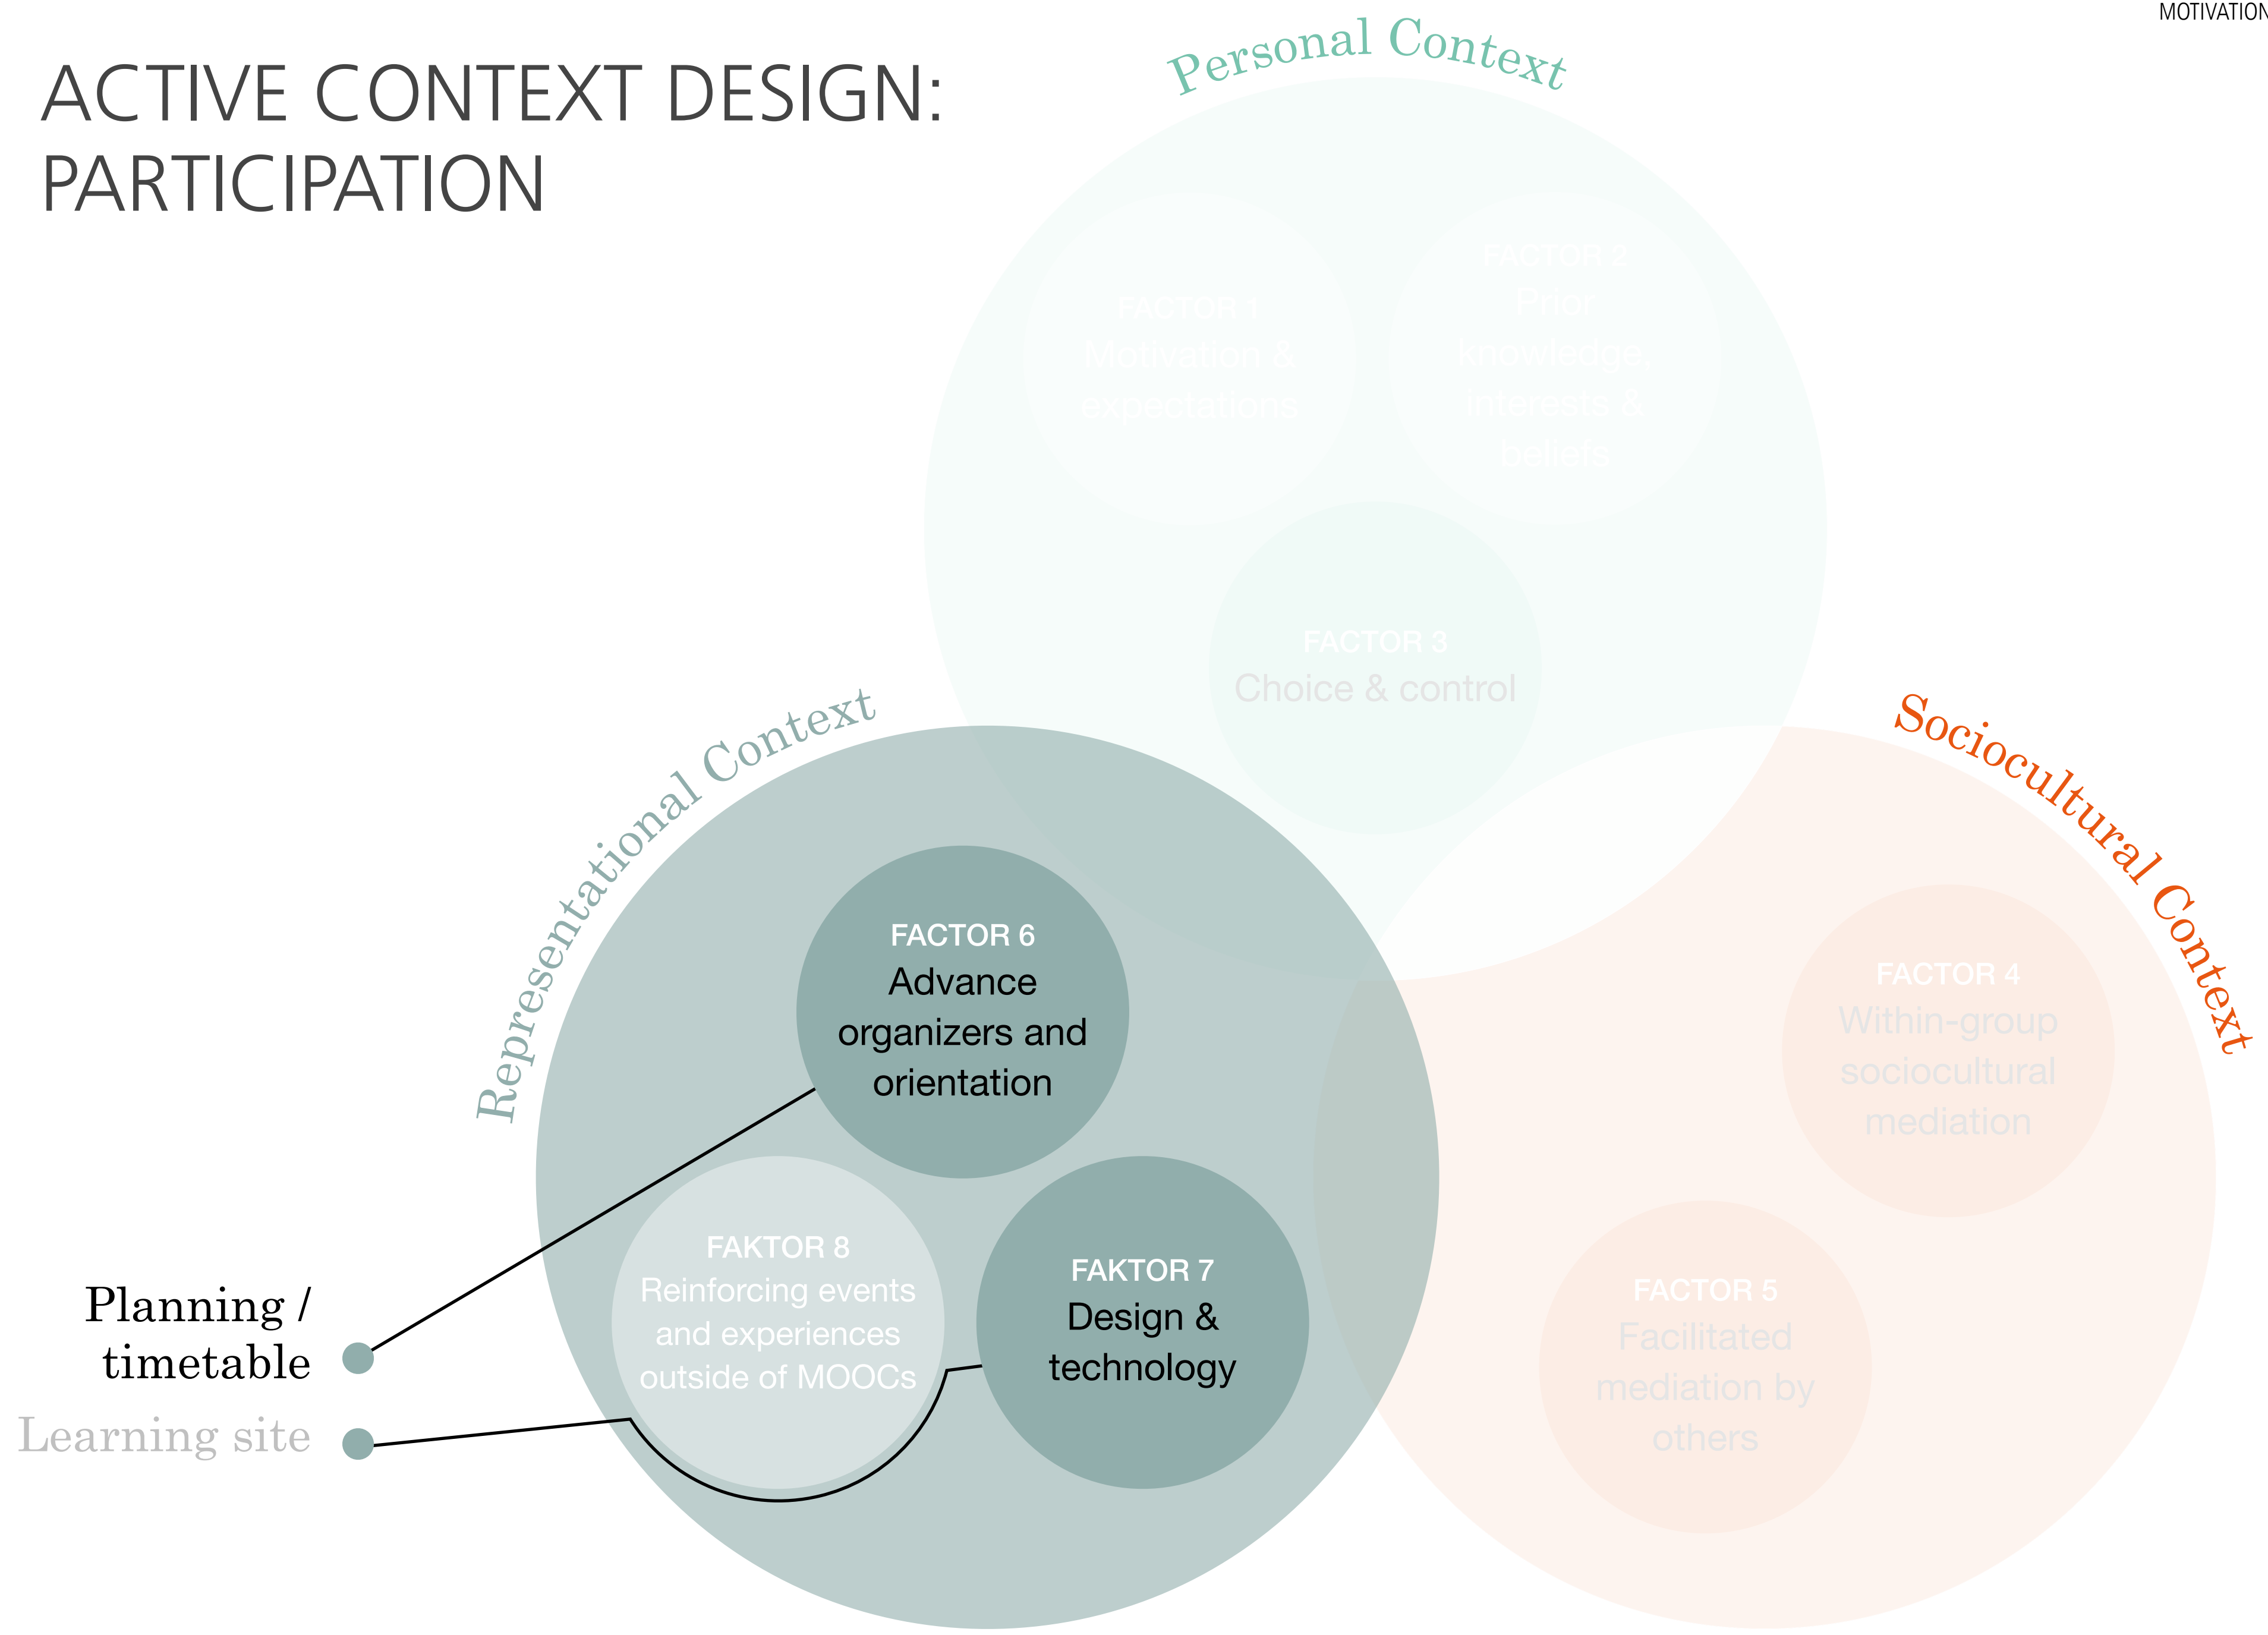 MOTIVATION
ACTIVE CONTEXT DESIGN:
PARTICIPATION
Personal Context
FACTOR 1
Motivation &
expectations
FACTOR 2
Prior
knowledge,
interests &
beliefs
FACTOR 3
Choice & control
Representational Context
FACTOR 6
Advance
organizers and
orientation
FAKTOR 8
Reinforcing events
and experiences
outside of MOOCs
FAKTOR 7
Design &
technology
Sociocultural Context
FACTOR 4
Within-group
sociocultural
mediation
FACTOR 5
Facilitated
mediation by
others
Planning /
timetable
Learning site